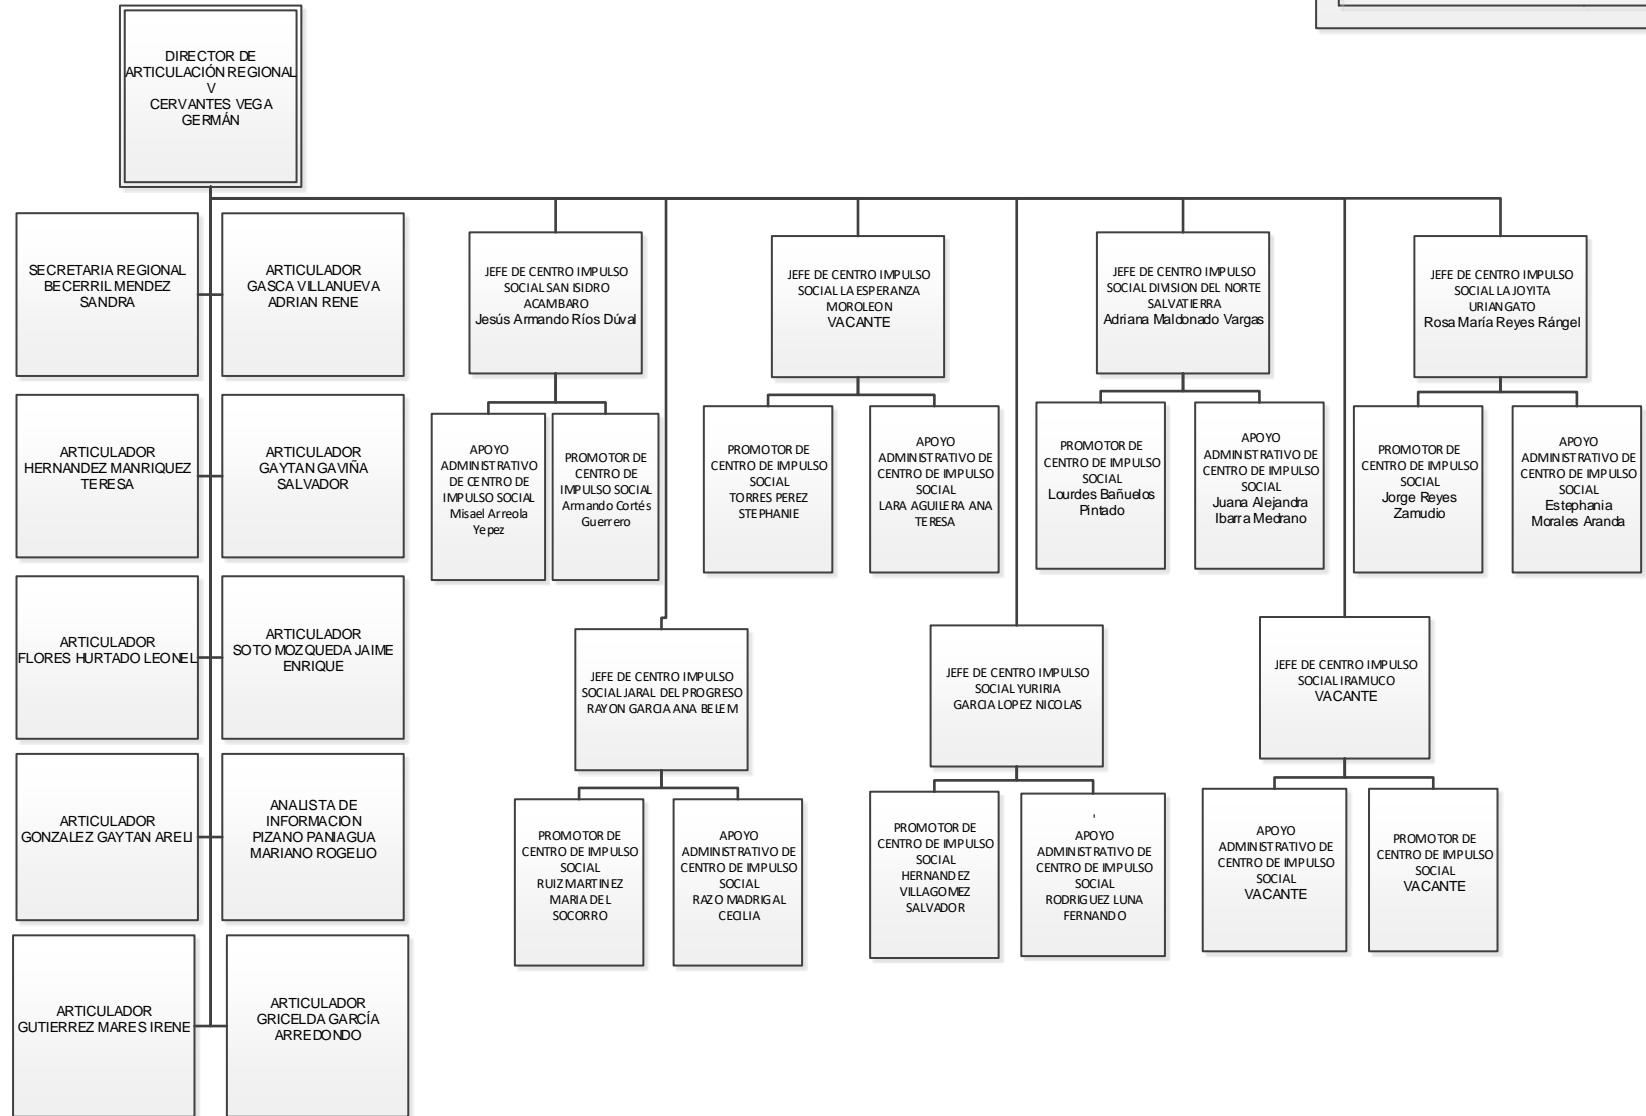 DIRECTOR DE
ARTICULACIÓN REGIONAL
V
CERVANTES VEGA
GERMÁN
SECRETARIA REGIONAL
BECERRIL MENDEZ
SANDRA
ARTICULADOR
GASCA VILLANUEVA
ADRIAN RENE
ARTICULADOR
HERNANDEZ MANRIQUEZ
TERESA
ARTICULADOR
GAYTAN GAVIÑA
SALVADOR
ARTICULADOR
FLORES HURTADO LEONEL
ARTICULADOR
SOTO MOZQUEDA JAIME
ENRIQUE
ARTICULADOR
GONZALEZ GAYTAN ARELI
ANALISTA DE
INFORMACION
PIZANO PANIAGUA
MARIANO ROGELIO
ARTICULADOR
GUTIERREZ MARES IRENE
ARTICULADOR
GRICELDA GARCÍA
ARREDONDO
JEFE DE CENTRO IMPULSO
SOCIAL SAN ISIDRO
ACAMBARO
Jesús Armando Ríos Dúval
APOYO
ADMINISTRATIVO
DE CENTRO DE
IMPULSO SOCIAL
Misael Arreola
Yepez
PROMOTOR DE
CENTRO DE
IMPULSO SOCIAL
Armando Cortés
Guerrero
JEFE DE CENTRO IMPULSO
SOCIAL LA ESPERANZA
MOROLEON
VACANTE
PROMOTOR DE
CENTRO DE IMPULSO
SOCIAL
TORRES PEREZ
STEPHANIE
APOYO
ADMINISTRATIVO DE
CENTRO DE IMPULSO
SOCIAL
LARA AGUILERA ANA
TERESA
JEFE DE CENTRO IMPULSO
SOCIAL DIVISION DEL NORTE
SALVATIERRA
Adriana Maldonado Vargas
PROMOTOR DE
CENTRO DE IMPULSO
SOCIAL
Lourdes Bañuelos
Pintado
APOYO
ADMINISTRATIVO DE
CENTRO DE IMPULSO
SOCIAL
Juana Alejandra
Ibarra Medrano
JEFE DE CENTRO IMPULSO
SOCIAL LA JOYITA
URIANGATO
Rosa María Reyes Rángel
PROMOTOR DE
CENTRO DE IMPULSO
SOCIAL
Jorge Reyes
Zamudio
APOYO
ADMINISTRATIVO DE
CENTRO DE IMPULSO
SOCIAL
Estephania
Morales Aranda
JEFE DE CENTRO IMPULSO
SOCIAL JARAL DEL PROGRESO
RAYON GARCIA ANA BELEM
PROMOTOR DE
CENTRO DE IMPULSO
SOCIAL
RUIZ MARTINEZ
MARIA DEL
SOCORRO
APOYO
ADMINISTRATIVO DE
CENTRO DE IMPULSO
SOCIAL
RAZO MADRIGAL
CECILIA
JEFE DE CENTRO IMPULSO
SOCIAL YURIRIA
GARCIA LOPEZ NICOLAS
PROMOTOR DE
CENTRO DE IMPULSO
SOCIAL
HERNANDEZ
VILLAGOMEZ
SALVADOR
'
APOYO
ADMINISTRATIVO DE
CENTRO DE IMPULSO
SOCIAL
RODRIGUEZ LUNA
FERNANDO
JEFE DE CENTRO IMPULSO
SOCIAL IRAMUCO
VACANTE
APOYO
ADMINISTRATIVO DE
CENTRO DE IMPULSO
SOCIAL
VACANTE
PROMOTOR DE
CENTRO DE IMPULSO
SOCIAL
VACANTE